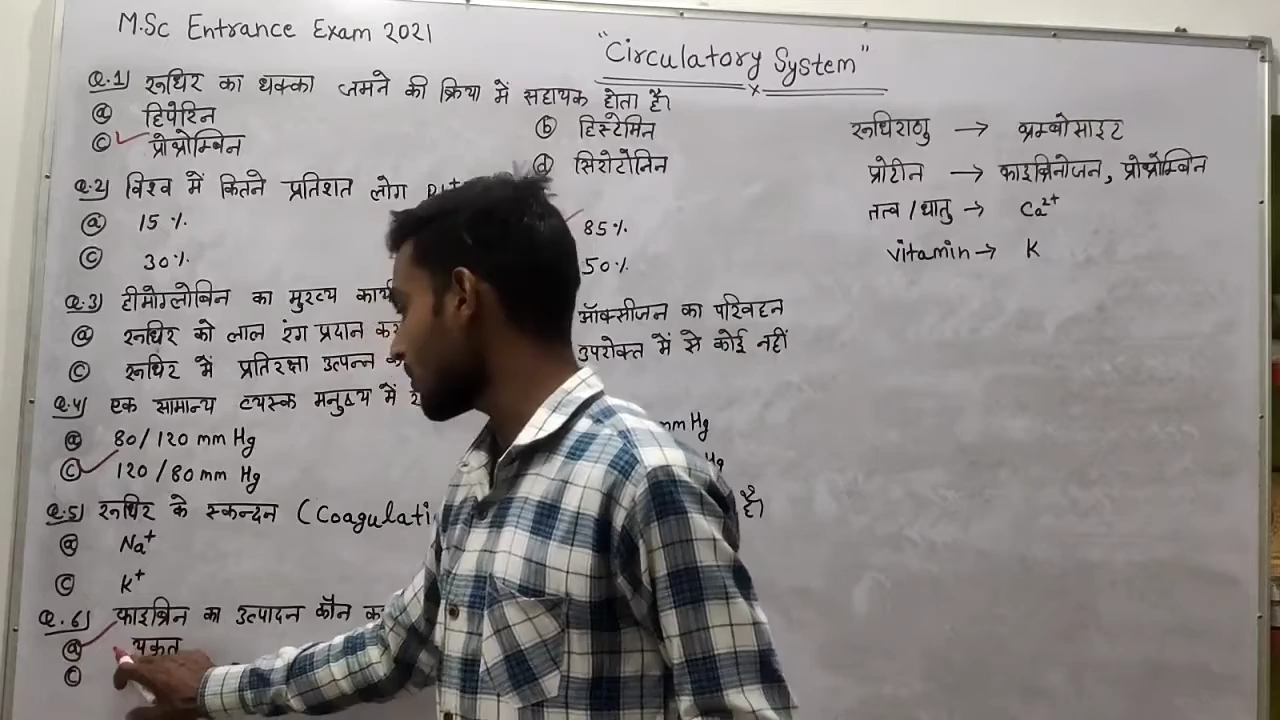 M.Sc Entrance Exam 2021
"Circulatory System"
Q.1) रुधिर का थक्का जमने की क्रिया में सहायक होता है।
(a) हिपेरिन
(b) हिस्टेमिन
(c) प्रोथ्रोम्बिन
(d) सिरोटोनिन
Q.2) विश्व में कितने प्रतिशत लोग
(a) 15 %
85 %
(c) 30 %
50 %
Q.3) हीमोग्लोबिन का मुख्य कार्य
(a) रुधिर को लाल रंग प्रदान
ऑक्सीजन का परिवहन
(c) रुधिर में प्रतिरक्षा उत्पन्न
उपरोक्त में से कोई नहीं
Q.4) एक सामान्य व्यस्क मनुष्य में
(a) 80/120 mm Hg
mm Hg
(c) 120/80 mm Hg
Hg
Q.5) रुधिर के स्कन्दन (Coagulati
है।
(a) Na⁺
(c) K⁺
Q.6) फाइब्रिन का उत्पादन कौन
(a) यकृत
(c)
रुधिराणु → थ्रम्बोसाइट
प्रोटीन → फाइब्रिनोजन, प्रोथ्रोम्बिन
तत्व / धातु → Ca²⁺
vitamin → K